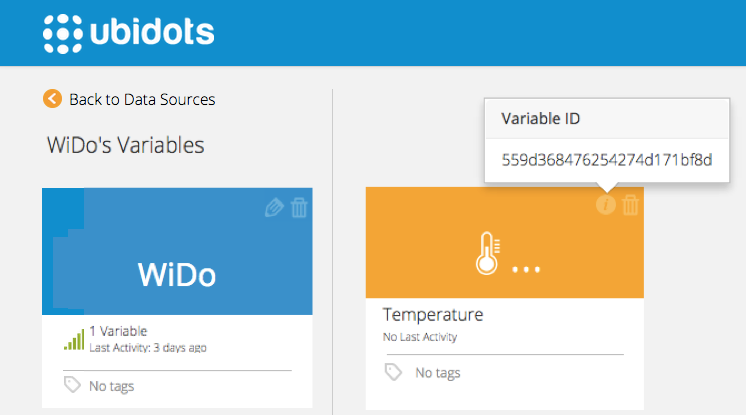 ubidots
Back to Data Sources
WiDo's Variables
Variable ID
559d368476254274d171bf8d
WiDo
1 Variable
Last Activity: 3 days ago
No tags
...
Temperature
No Last Activity
No tags